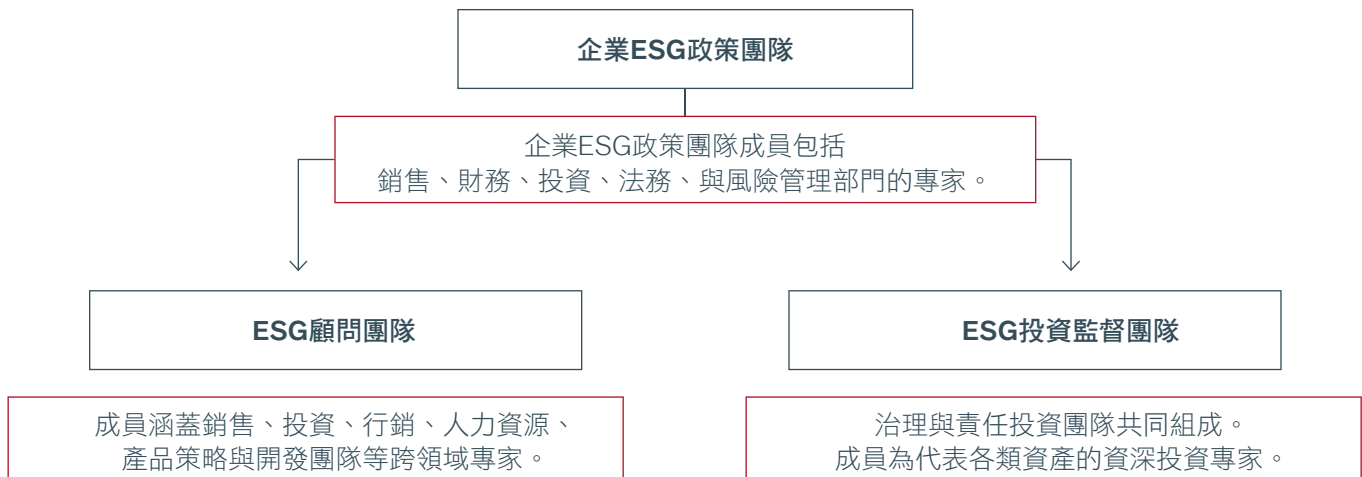 企業ESG政策團隊
企業ESG政策團隊成員包括
銷售、財務、投資、法務、與風險管理部門的專家。
ESG顧問團隊
成員涵蓋銷售、投資、行銷、人力資源、
產品策略與開發團隊等跨領域專家。
ESG投資監督團隊
治理與責任投資團隊共同組成。
成員為代表各類資產的資深投資專家。